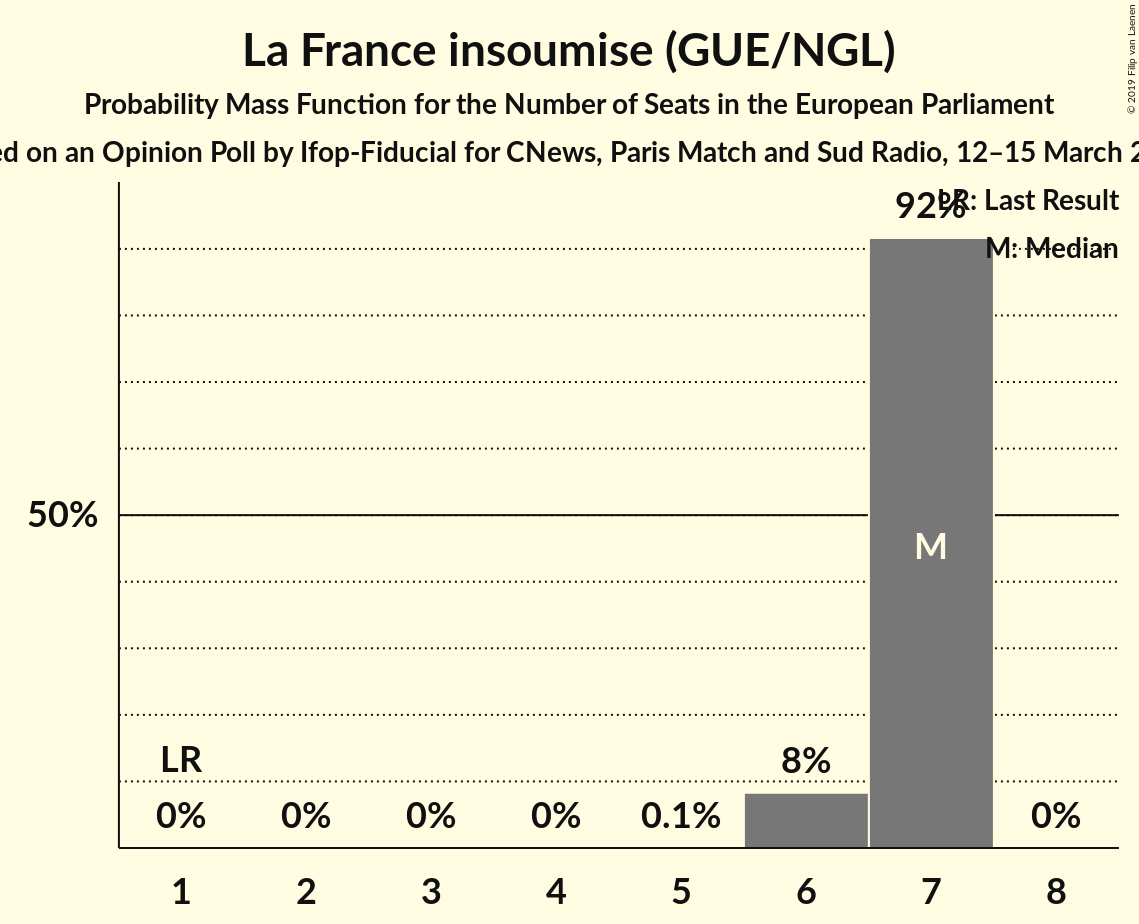 La France insoumise (GUE/NGL)
Probability Mass Function for the Number of Seats in the European Parliament
ed on an Opinion Poll by Ifop-Fiducial for CNews, Paris Match and Sud Radio, 12–15 March 2
© 2019 Filip van Laenen
LR: Last Result
M: Median
92%
50%
M
LR
8%
0% 0% 0% 0% 0.1% 0%
1 2 3 4 5 6 7 8